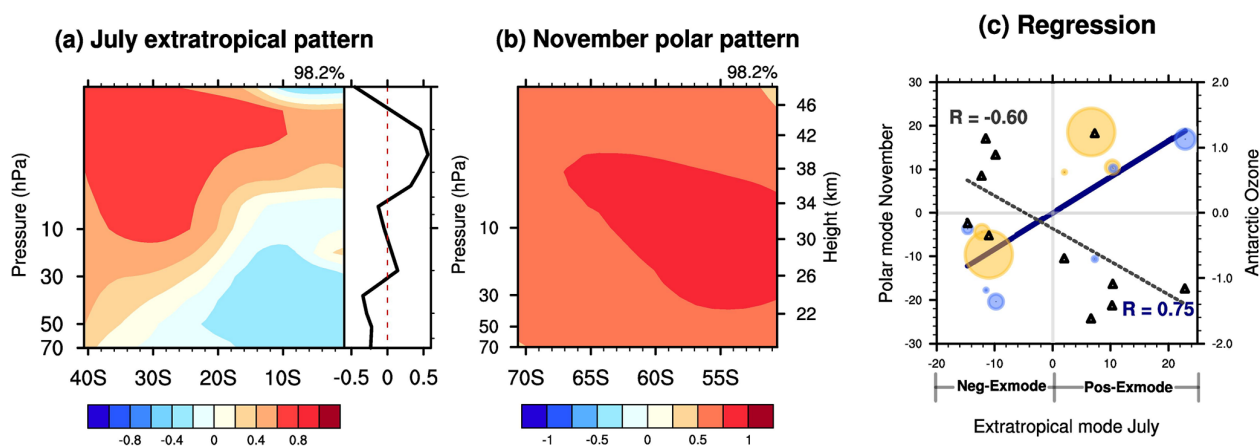 (a) July extratropical pattern
98.2%
Pressure (hPa)
10
30
50
70
40S 30S 20S 10S -0.5 0 0.5
-0.8 -0.4 0 0.4 0.8
(b) November polar pattern
98.2%
Pressure (hPa)
10
30
50
70
46
42
38
34
30
26
22
Height (km)
70S 65S 60S 55S
-1 -0.5 0 0.5 1
(c) Regression
Polar mode November
30
20
10
0
-10
-20
-30
R = -0.60
R = 0.75
2.0
1.0
0.0
-1.0
-2.0
Antarctic Ozone
-20 -10 0 10 20
Neg-Exmode Pos-Exmode
Extratropical mode July